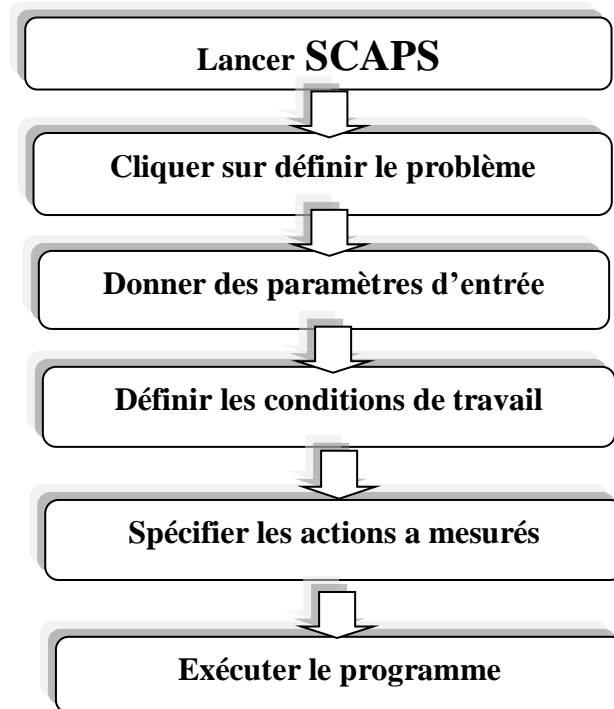 Lancer SCAPS
Cliquer sur définir le problème
Donner des paramètres d’entrée
Définir les conditions de travail
Spécifier les actions a mesurés
Exécuter le programme